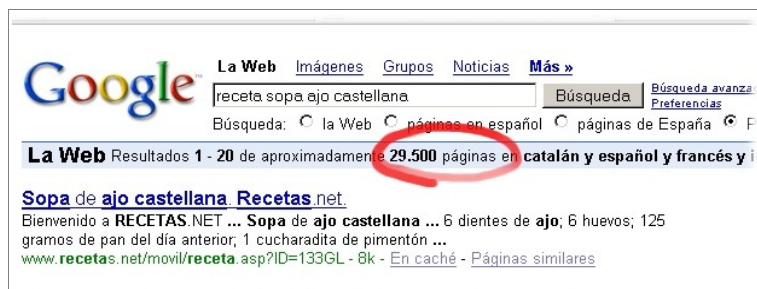 Google™ La Web Imágenes Grupos Noticias Más »
receta sopa ajo castellana Búsqueda Búsqueda avanza
Preferencias
Búsqueda: la Web páginas en español páginas de España P
La Web Resultados 1 - 20 de aproximadamente 29.500 páginas en catalán y español y francés y i
Sopa de ajo castellana. Recetas.net.
Bienvenido a RECETAS.NET ... Sopa de ajo castellana ... 6 dientes de ajo; 6 huevos; 125
gramos de pan del día anterior; 1 cucharadita de pimentón ...
www.recetas.net/movil/receta.asp?ID=133GL - 8k - En caché - Páginas similares